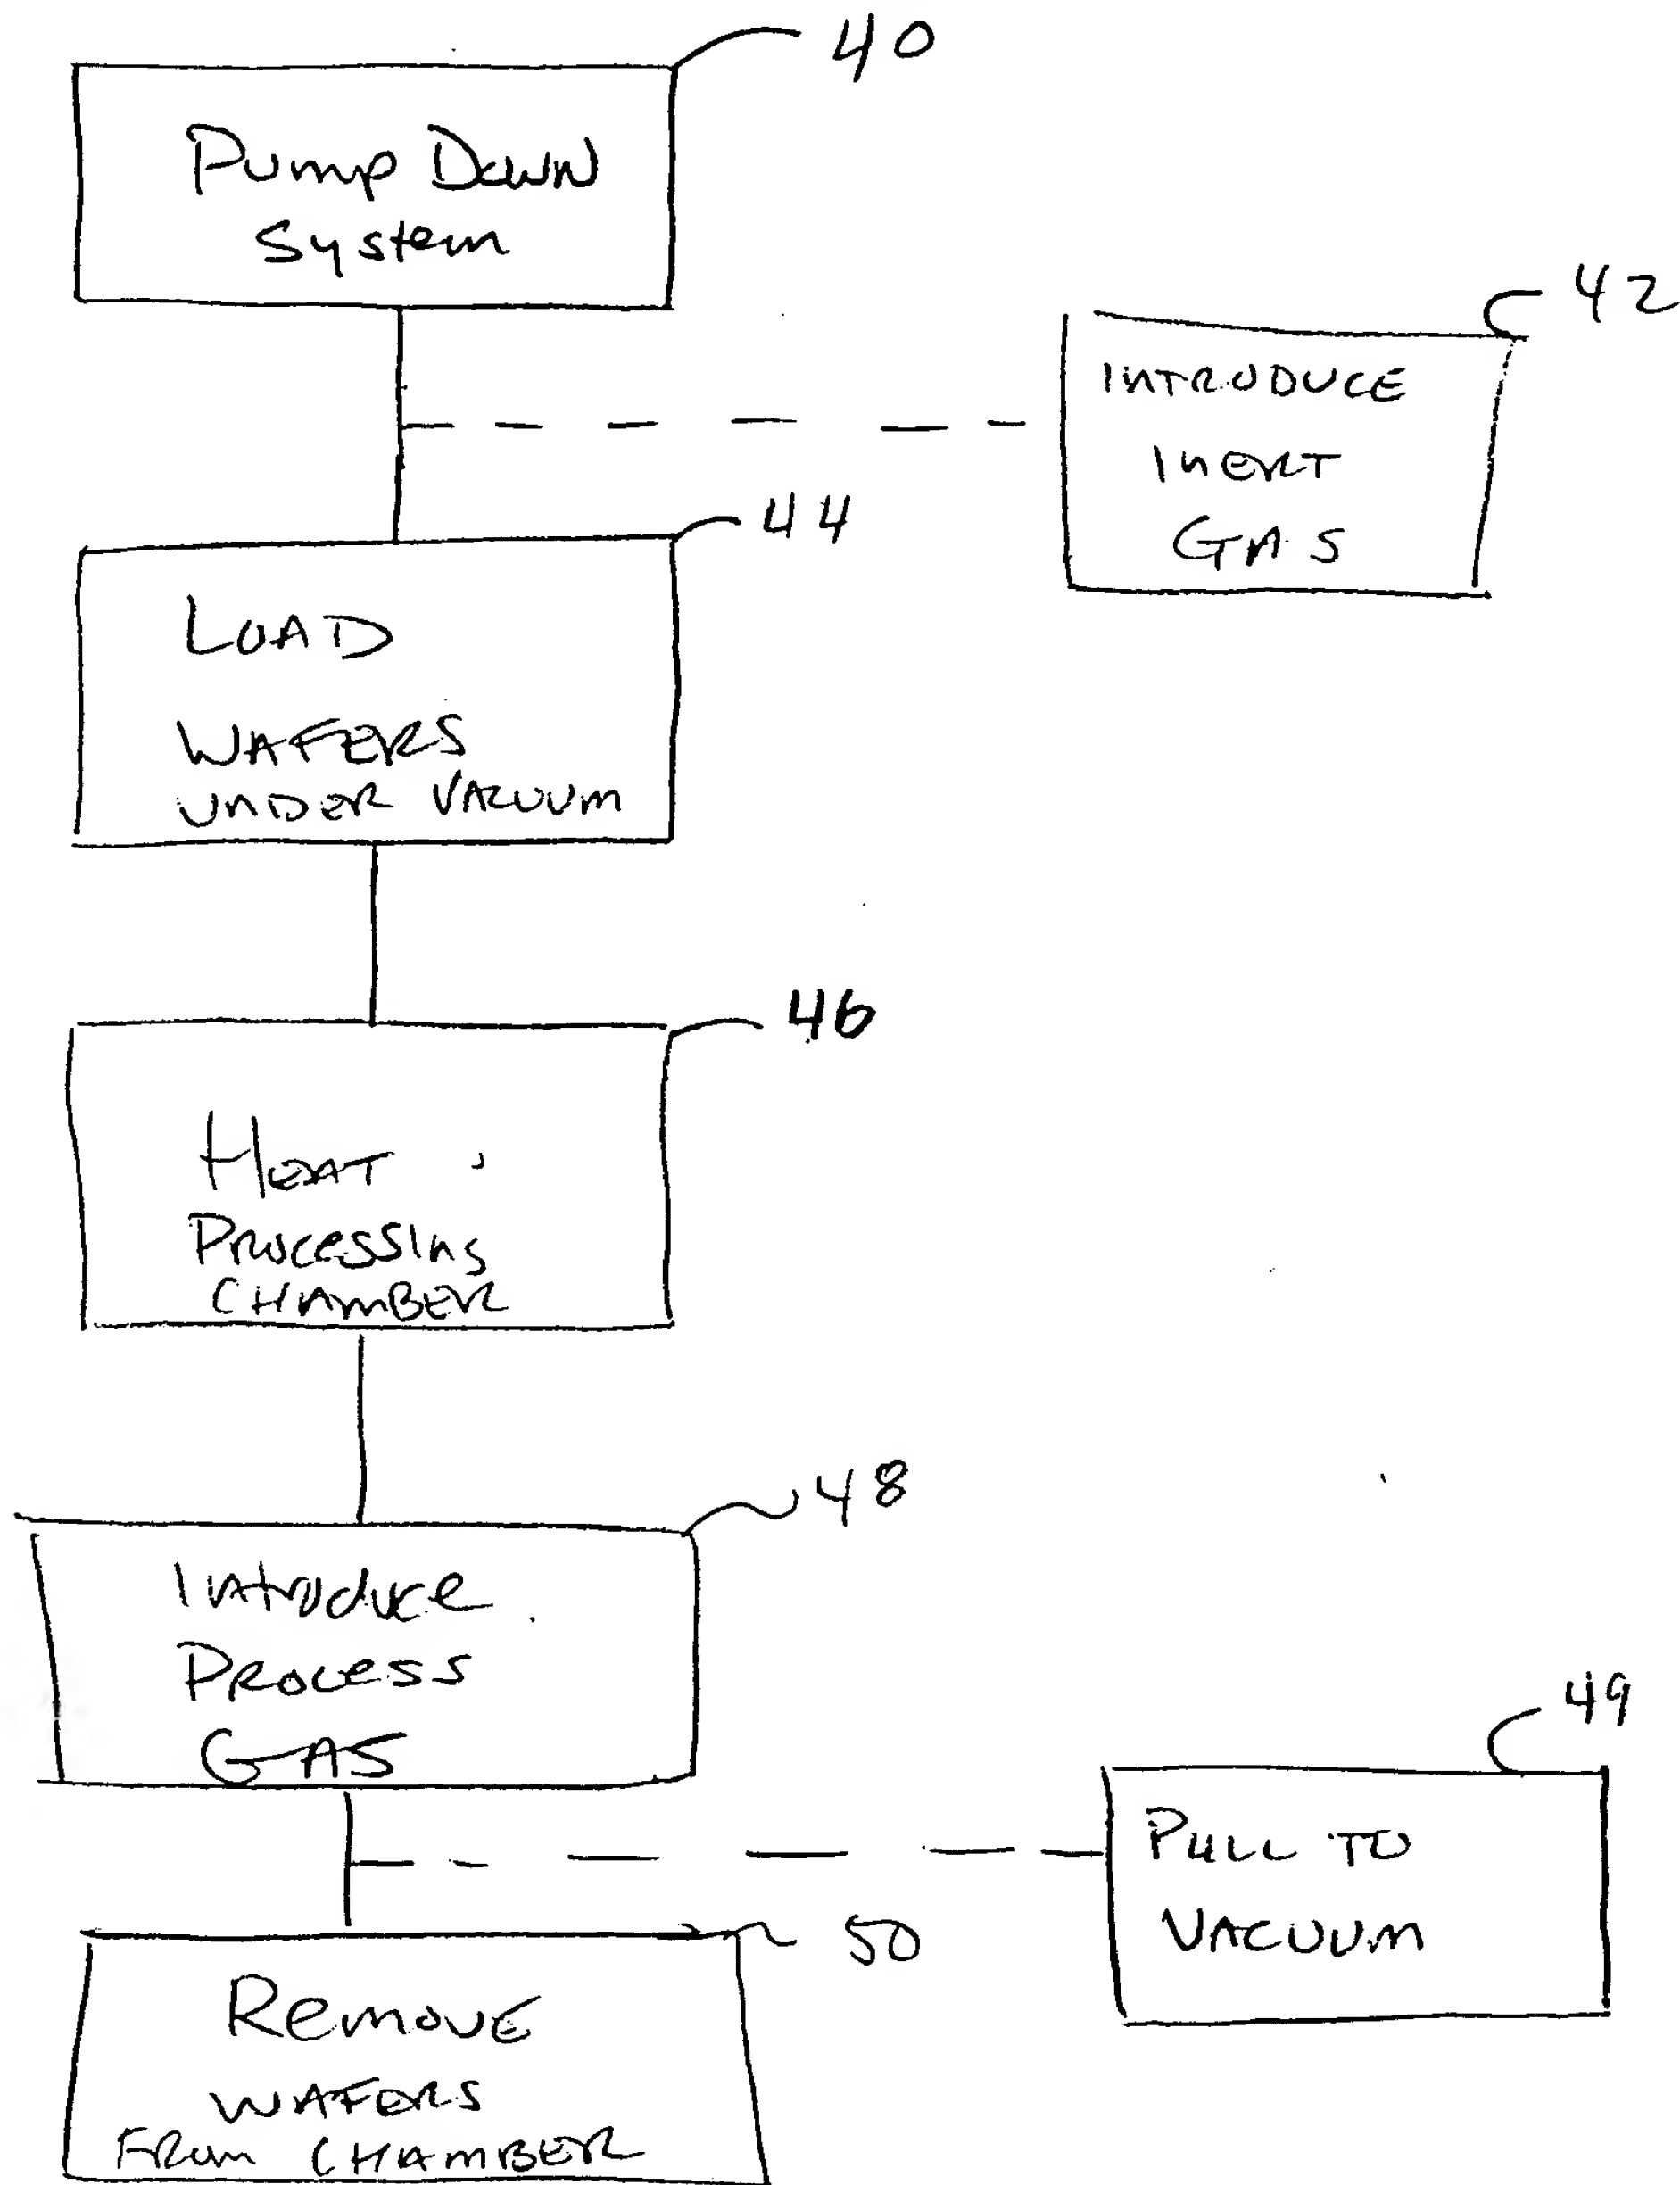 40
Pump Down
System
42
INTRODUCE
INERT
GAS
44
LOAD
WAFERS
UNDER VACUUM
46
HEAT
Processing
CHAMBER
48
Introduce
Process
GAS
49
PULL TO
VACUUM
50
Remove
WAFERS
From CHAMBER